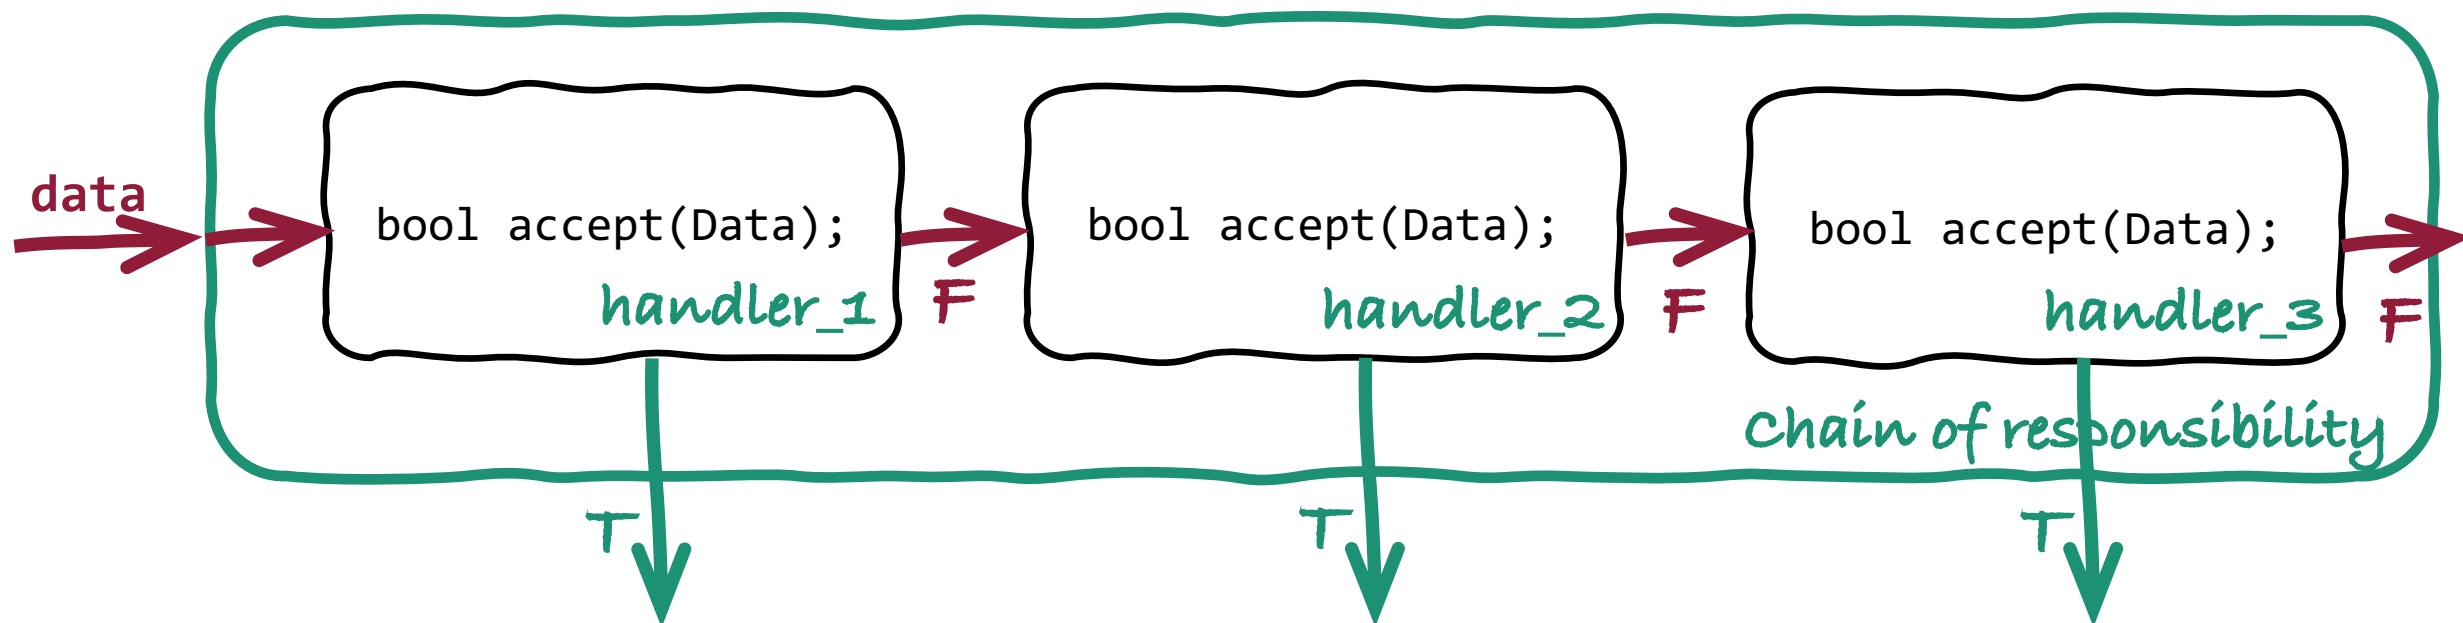 data
bool accept(Data);
handler_1
F
bool accept(Data);
handler_2
F
bool accept(Data);
handler_3
F
Chain of responsibility
T
T
T